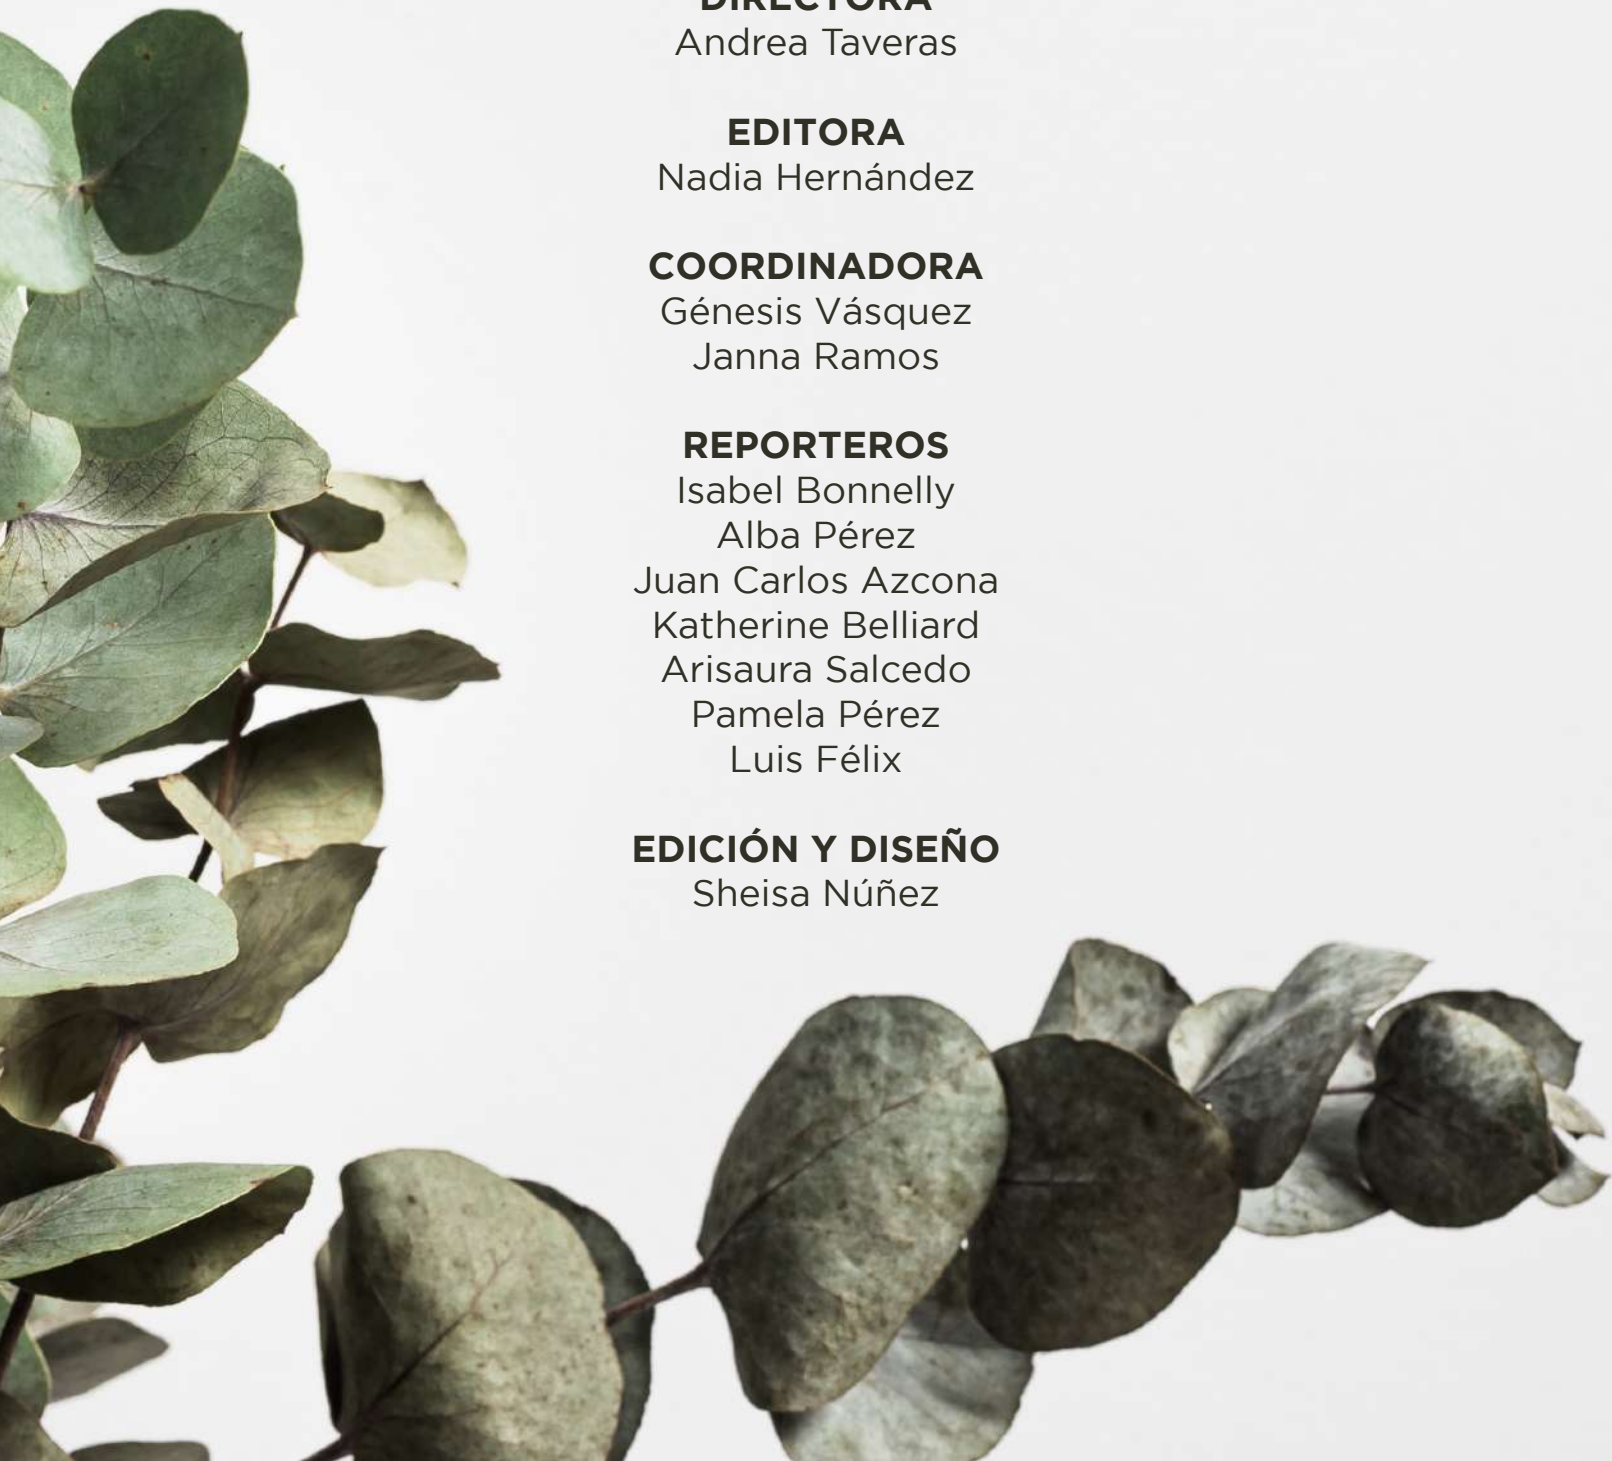 DIRECTORA
Andrea Taveras
EDITORA
Nadia Hernández
COORDINADORA
Génesis Vásquez
Janna Ramos
REPORTEROS
Isabel Bonnelly
Alba Pérez
Juan Carlos Azcona
Katherine Belliard
Arisaura Salcedo
Pamela Pérez
Luis Félix
EDICIÓN Y DISEÑO
Sheisa Núñez